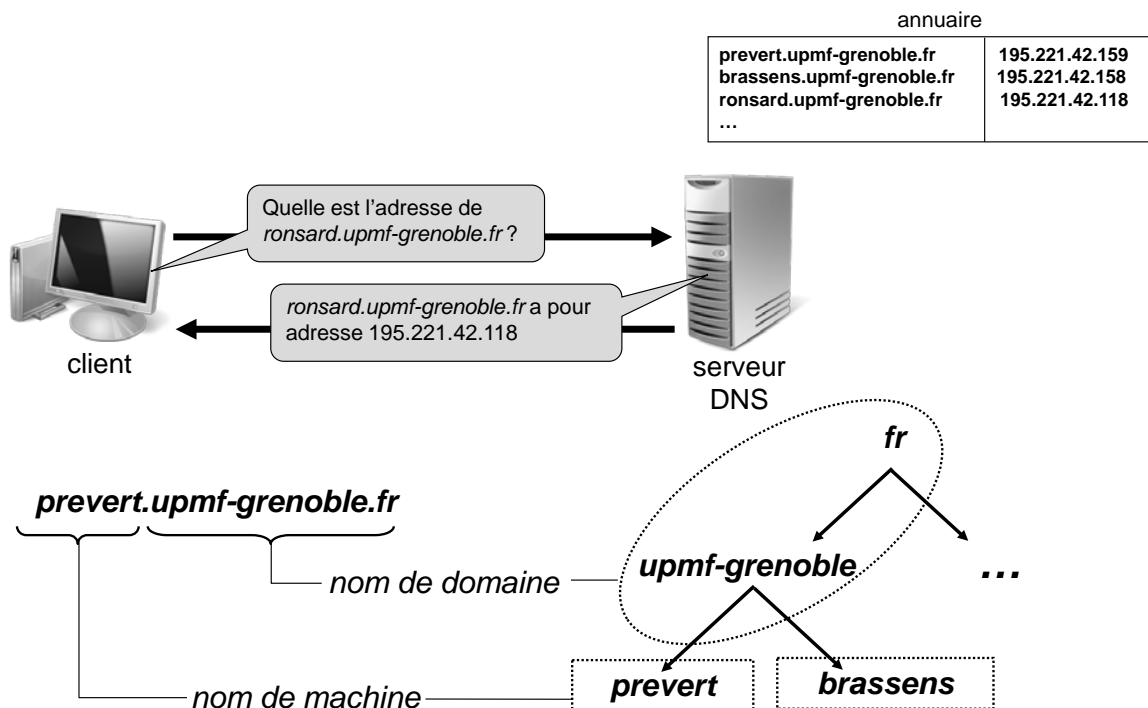 annuaire
prevert.upmf-grenoble.fr 195.221.42.159
brassens.upmf-grenoble.fr 195.221.42.158
ronsard.upmf-grenoble.fr 195.221.42.118
…
Quelle est l’adresse de
ronsard.upmf-grenoble.fr ?
ronsard.upmf-grenoble.fr a pour
adresse 195.221.42.118
client
serveur
DNS
fr
prevert.upmf-grenoble.fr
upmf-grenoble
…
nom de domaine
prevert
brassens
nom de machine